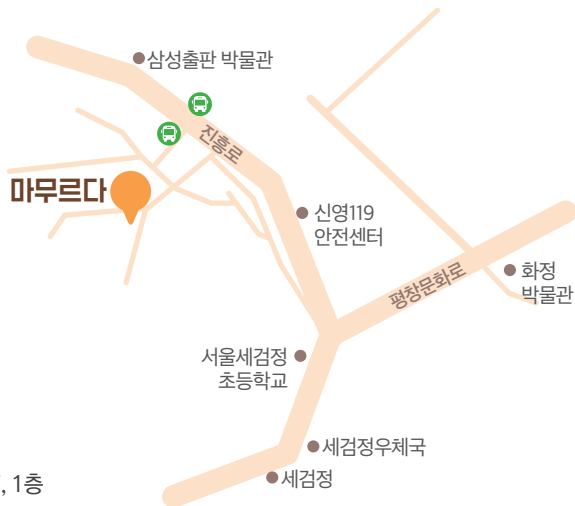 삼성출판 박물관
진흥로
마무르다
신영119
안전센터
평창문화로
화정
박물관
서울세검정
초등학교
세검정우체국
세검정
, 1층